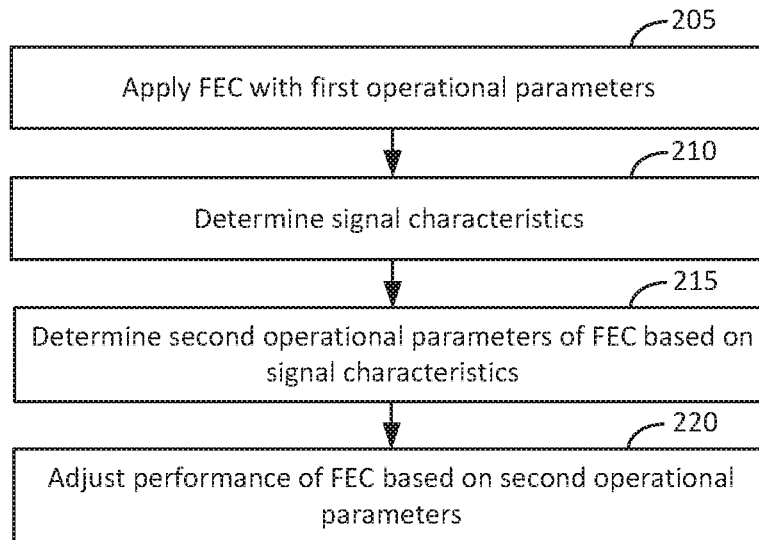 205
Apply FEC with first operational parameters
210
Determine signal characteristics
215
Determine second operational parameters of FEC based on
signal characteristics
220
Adjust performance of FEC based on second operational
parameters